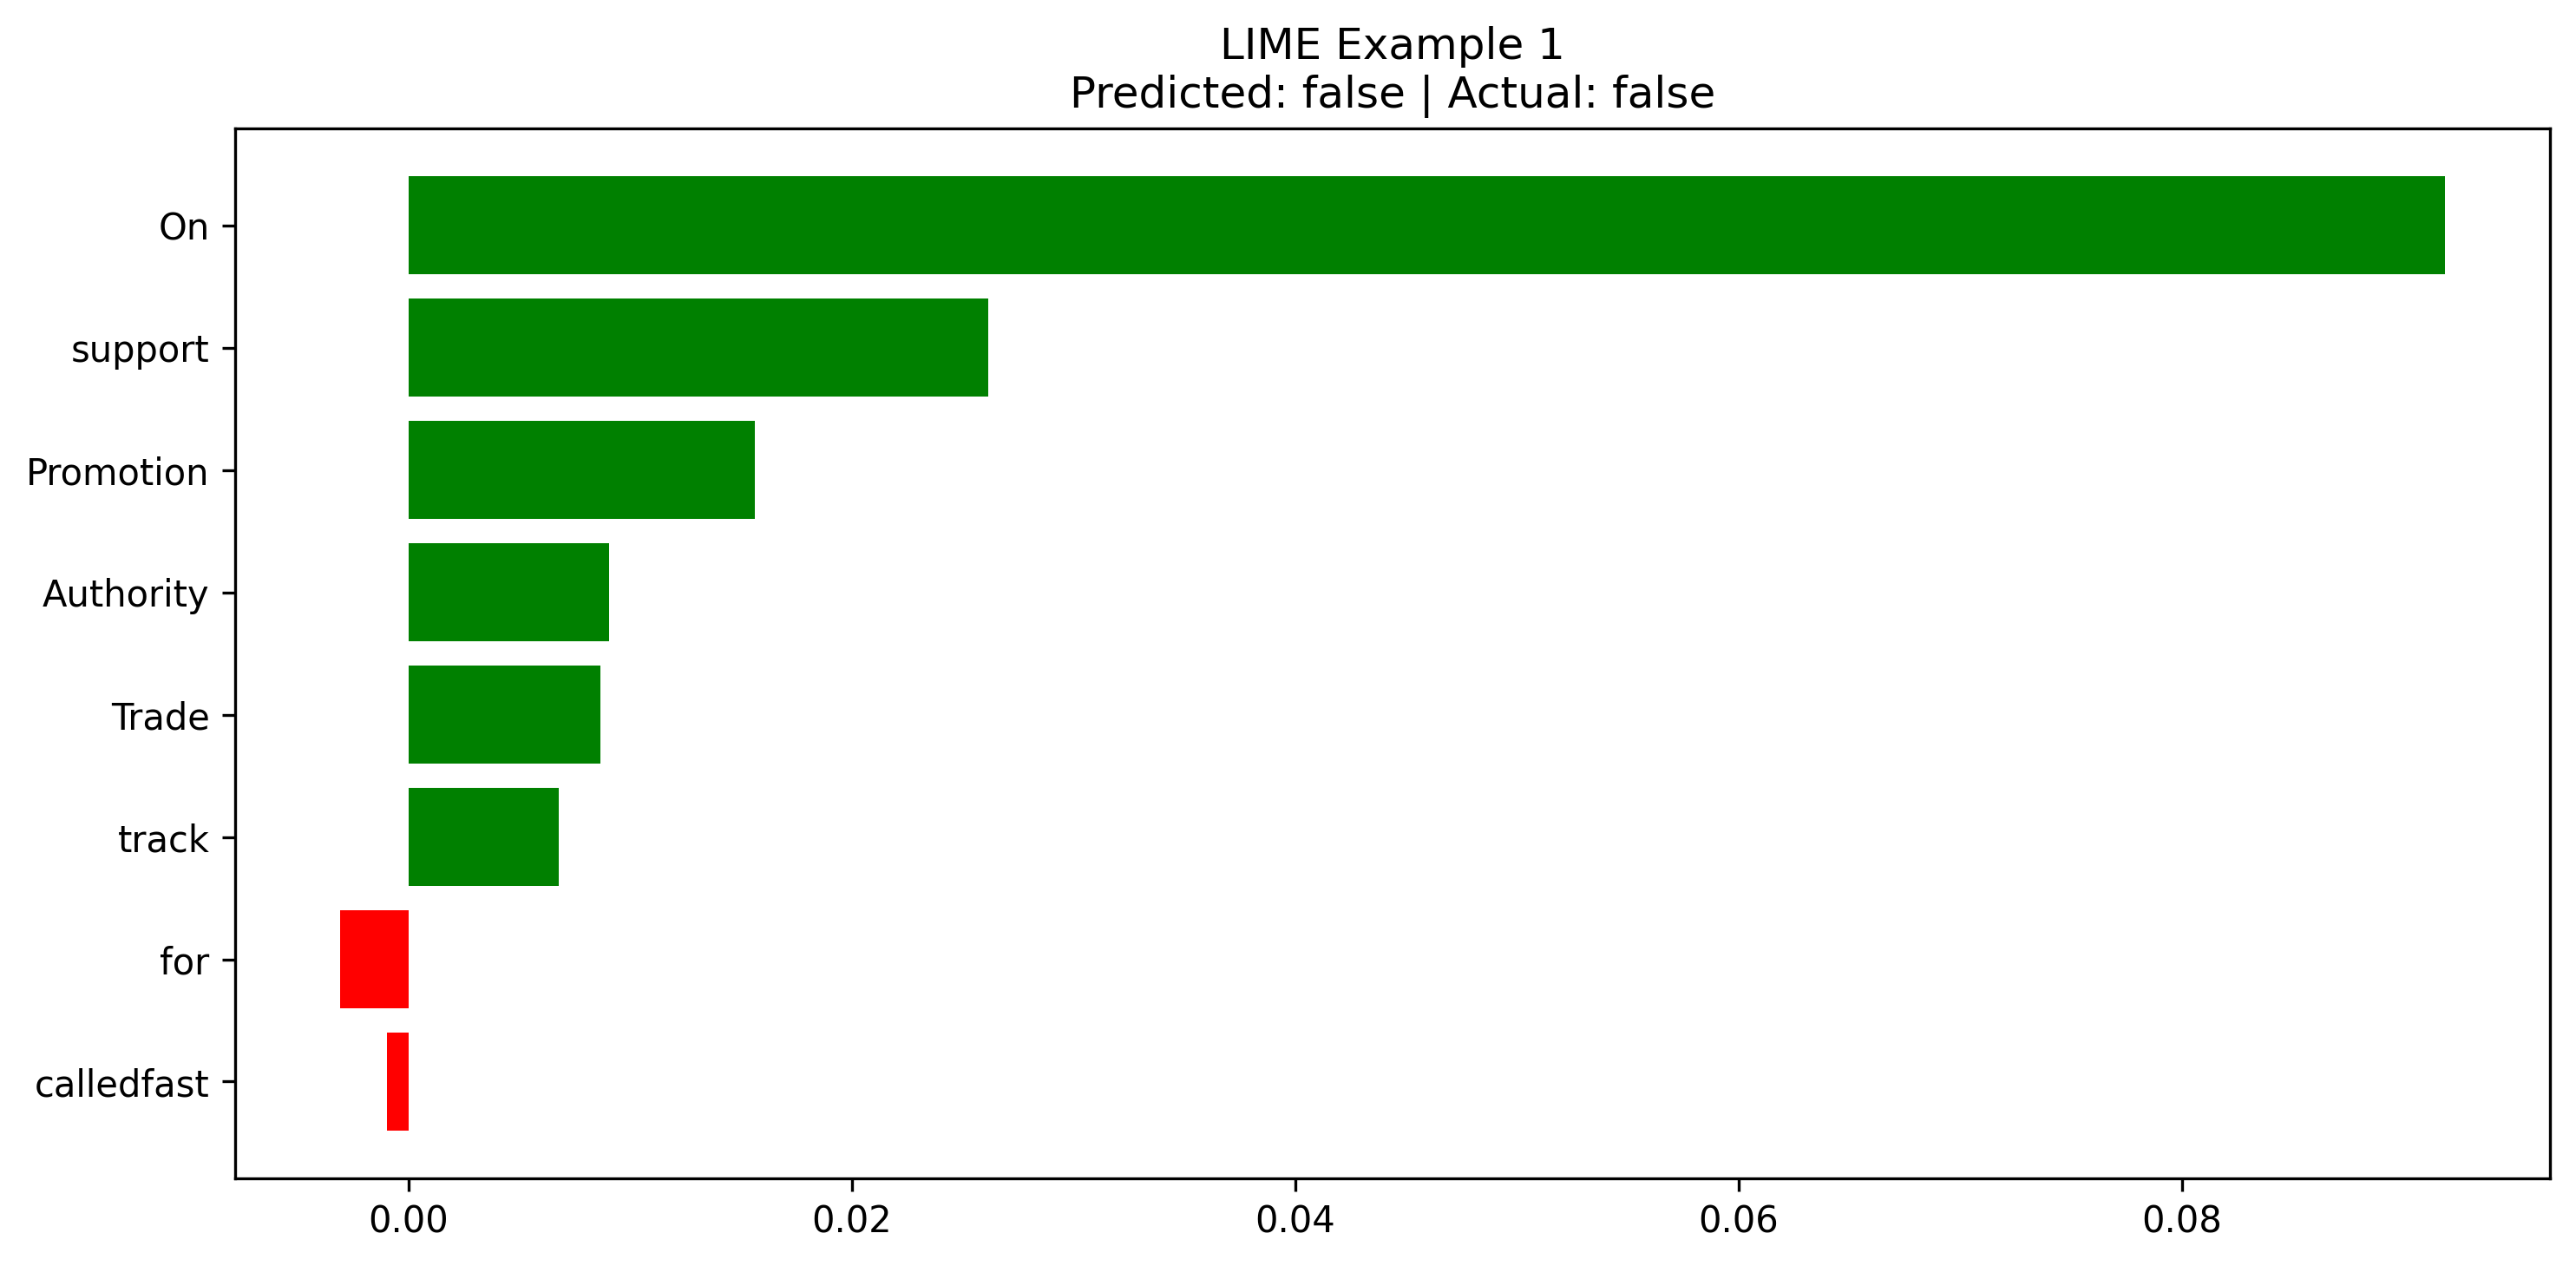 LIME Example 1
Predicted: false | Actual: false
On
support
Promotion
Authority
Trade
track
for
calledfast
0.00 0.02 0.04 0.06 0.08